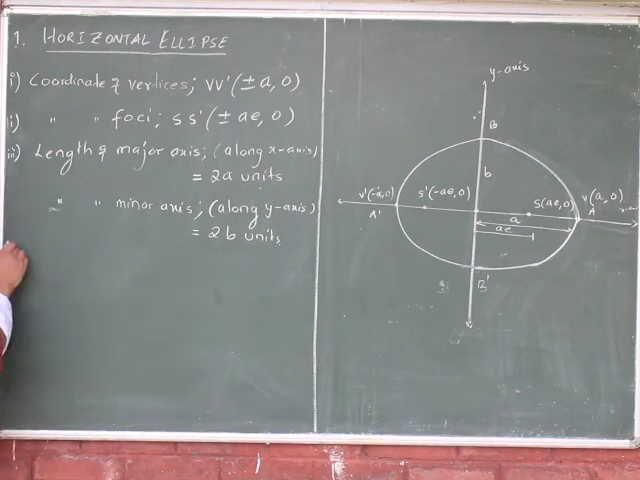 1. HORIZONTAL ELLIPSE
i) Coordinate of vertices; VV' (± a, 0)
ii) " " foci; SS' (± ae, 0)
iii) Length of major axis; (along x-axis)
= 2a units
" " minor axis; (along y-axis)
= 2b units
y-axis
B
b
V'(-a, 0) S'(-ae, 0) S(ae, 0) V(a, 0)
A' A
a
ae
B'